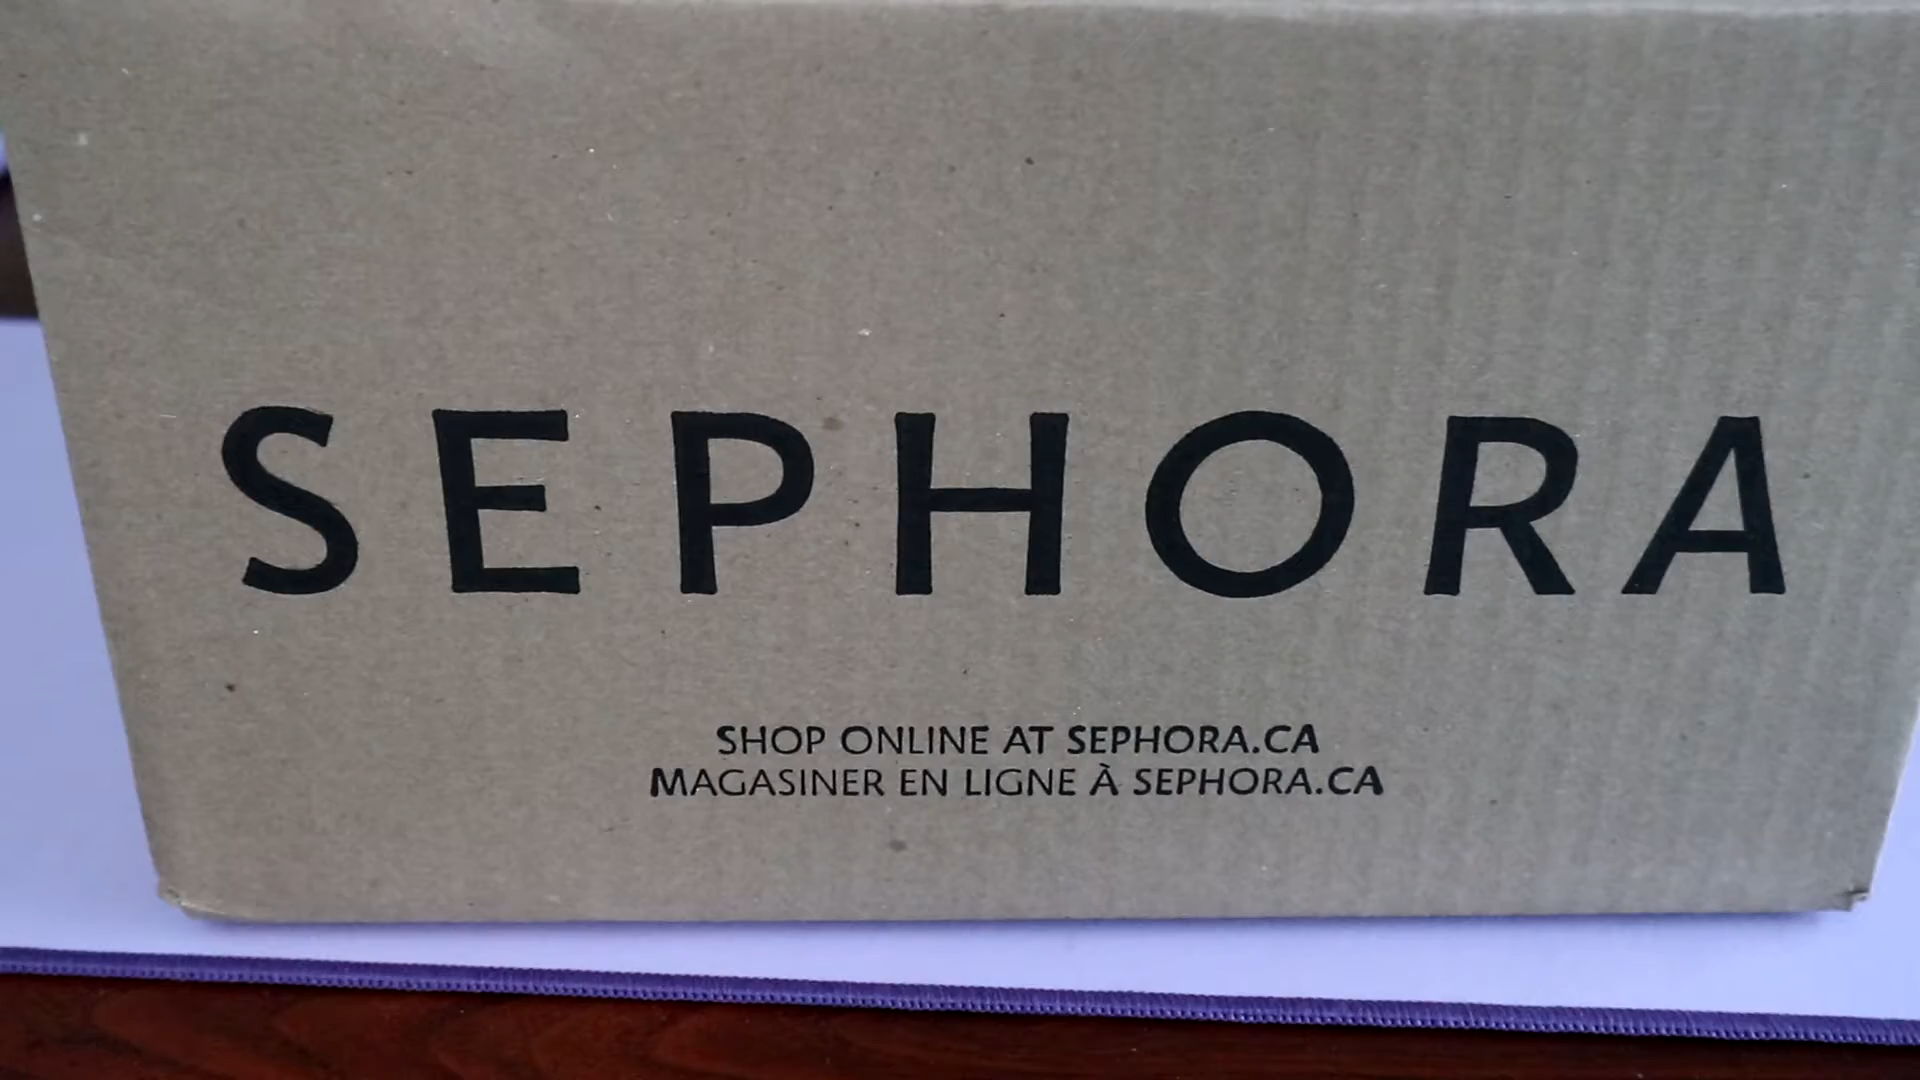 SEPHORA
SHOP ONLINE AT SEPHORA.CA
MAGASINER EN LIGNE À SEPHORA.CA